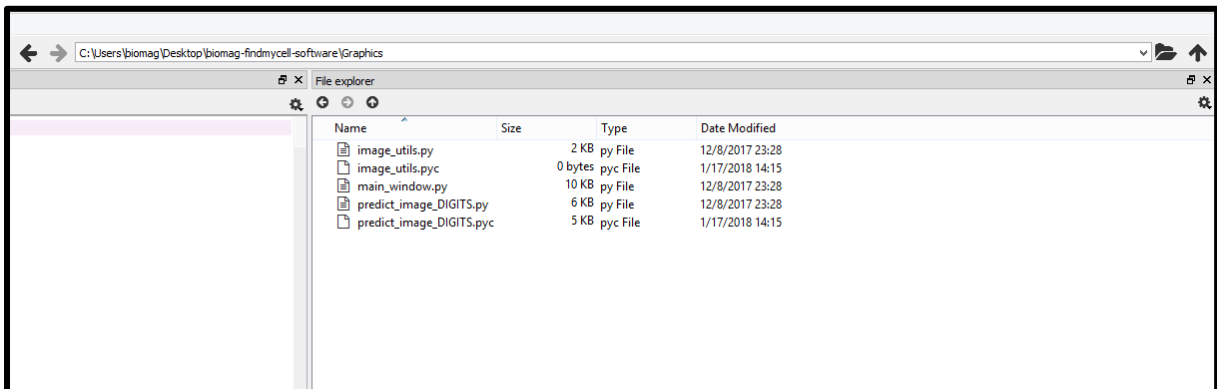 C:\Users\biomag\Desktop\biomag-findmycell-software\Graphics
File explorer
Name Size Type Date Modified
image_utils.py 2 KB py File 12/8/2017 23:28
image_utils.pyc 0 bytes pyc File 1/17/2018 14:15
main_window.py 10 KB py File 12/8/2017 23:28
predict_image_DIGITS.py 6 KB py File 12/8/2017 23:28
predict_image_DIGITS.pyc 5 KB pyc File 1/17/2018 14:15